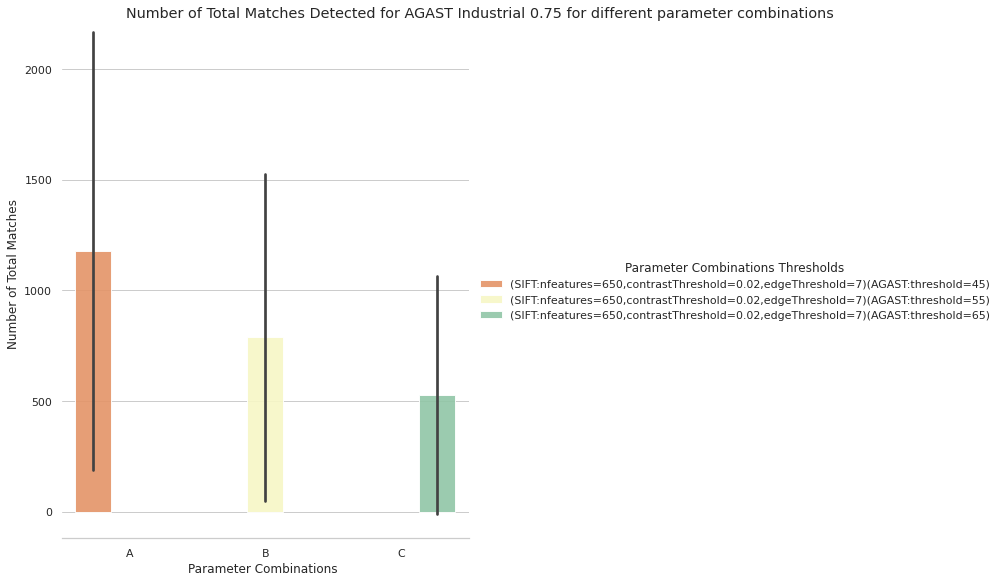 Number of Total Matches Detected for AGAST Industrial 0.75 for different parameter combinations
2000
1500
1000
500
0
Number of Total Matches
A B C
Parameter Combinations
Parameter Combinations Thresholds
(SIFT:nfeatures=650,contrastThreshold=0.02,edgeThreshold=7)(AGAST:threshold=45)
(SIFT:nfeatures=650,contrastThreshold=0.02,edgeThreshold=7)(AGAST:threshold=55)
(SIFT:nfeatures=650,contrastThreshold=0.02,edgeThreshold=7)(AGAST:threshold=65)